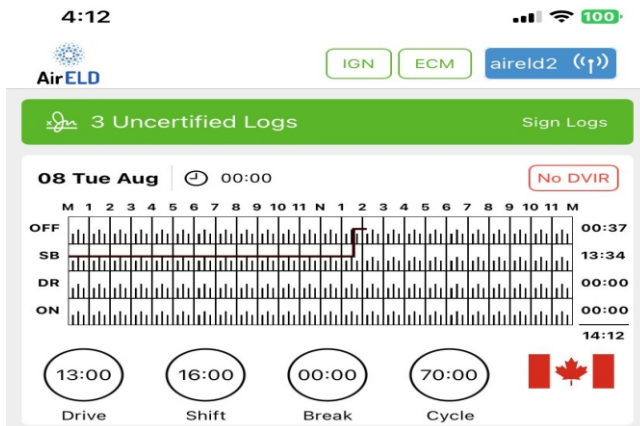 4:12
100
AirELD
IGN
ECM
aireld2
3 Uncertified Logs
Sign Logs
08 Tue Aug
00:00
No DVIR
M 1 2 3 4 5 6 7 8 9 10 11 N 1 2 3 4 5 6 7 8 9 10 11 M
OFF 00:37
SB 13:34
DR 00:00
ON 00:00
14:12
13:00 16:00 00:00 70:00
Drive Shift Break Cycle